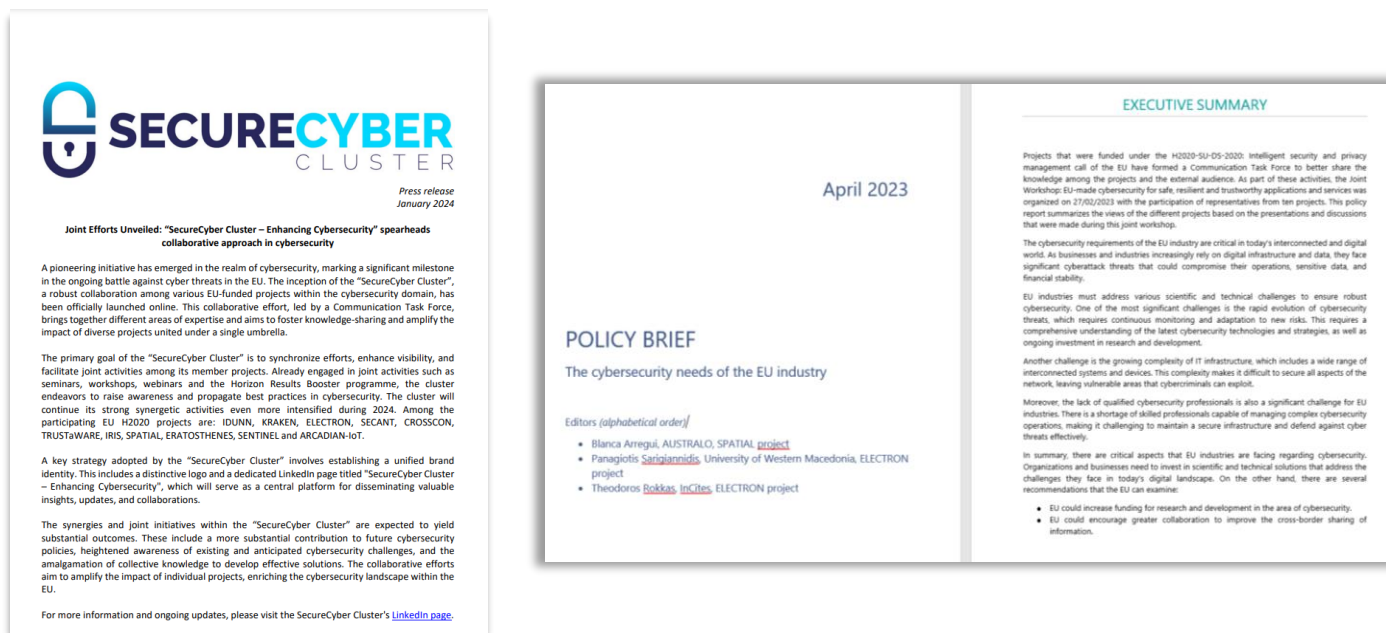 SECURECYBER
CLUSTER
Press release
January 2024
Joint Efforts Unveiled: “SecureCyber Cluster – Enhancing Cybersecurity” spearheads
collaborative approach in cybersecurity
A pioneering initiative has emerged in the realm of cybersecurity, marking a significant milestone
in the ongoing battle against cyber threats in the EU. The inception of the “SecureCyber Cluster”,
a robust collaboration among various EU-funded projects within the cybersecurity domain, has
been officially launched online. This collaborative effort, led by a Communication Task Force,
brings together different areas of expertise and aims to foster knowledge-sharing and amplify the
impact of diverse projects united under a single umbrella.
The primary goal of the “SecureCyber Cluster” is to synchronize efforts, enhance visibility, and
facilitate joint activities among its member projects. Already engaged in joint activities such as
seminars, workshops, webinars and the Horizon Results Booster programme, the cluster
endeavors to raise awareness and propagate best practices in cybersecurity. The cluster will
continue its strong synergetic activities even more intensified during 2024. Among the
participating EU H2020 projects are: IDUNN, KRAKEN, ELECTRON, SECANT, CROSSCON,
TRUSTaWARE, IRIS, SPATIAL, ERATOSTHENES, SENTINEL and ARCADIAN-IoT.
A key strategy adopted by the “SecureCyber Cluster” involves establishing a unified brand
identity. This includes a distinctive logo and a dedicated LinkedIn page titled "SecureCyber Cluster
– Enhancing Cybersecurity", which will serve as a central platform for disseminating valuable
insights, updates, and collaborations.
The synergies and joint initiatives within the “SecureCyber Cluster” are expected to yield
substantial outcomes. These include a more substantial contribution to future cybersecurity
policies, heightened awareness of existing and anticipated cybersecurity challenges, and the
amalgamation of collective knowledge to develop effective solutions. The collaborative efforts
aim to amplify the impact of individual projects, enriching the cybersecurity landscape within the
EU.
For more information and ongoing updates, please visit the SecureCyber Cluster's LinkedIn page.
April 2023
POLICY BRIEF
The cybersecurity needs of the EU industry
Editors (alphabetical order)/
• Blanca Arregui, AUSTRALO, SPATIAL project
• Panagiotis Sarigiannidis, University of Western Macedonia, ELECTRON
project
• Theodoros Rokkas, InCites, ELECTRON project
EXECUTIVE SUMMARY
Projects that were funded under the H2020-SU-DS-2020: Intelligent security and privacy
management call of the EU have formed a Communication Task Force to better share the
knowledge among the projects and the external audience. As part of these activities, the Joint
Workshop: EU-made cybersecurity for safe, resilient and trustworthy applications and services was
organized on 27/02/2023 with the participation of representatives from ten projects. This policy
report summarizes the views of the different projects based on the presentations and discussions
that were made during this joint workshop.
The cybersecurity requirements of the EU industry are critical in today's interconnected and digital
world. As businesses and industries increasingly rely on digital infrastructure and data, they face
significant cyberattack threats that could compromise their operations, sensitive data, and
financial stability.
EU industries must address various scientific and technical challenges to ensure robust
cybersecurity. One of the most significant challenges is the rapid evolution of cybersecurity
threats, which requires continuous monitoring and adaptation to new risks. This requires a
comprehensive understanding of the latest cybersecurity technologies and strategies, as well as
ongoing investment in research and development.
Another challenge is the growing complexity of IT infrastructure, which includes a wide range of
interconnected systems and devices. This complexity makes it difficult to secure all aspects of the
network, leaving vulnerable areas that cybercriminals can exploit.
Moreover, the lack of qualified cybersecurity professionals is also a significant challenge for EU
industries. There is a shortage of skilled professionals capable of managing complex cybersecurity
operations, making it challenging to maintain a secure infrastructure and defend against cyber
threats effectively.
In summary, there are critical aspects that EU industries are facing regarding cybersecurity.
Organizations and businesses need to invest in scientific and technical solutions that address the
challenges they face in today's digital landscape. On the other hand, there are several
recommendations that the EU can examine:
• EU could increase funding for research and development in the area of cybersecurity.
• EU could encourage greater collaboration to improve the cross-border sharing of
information.